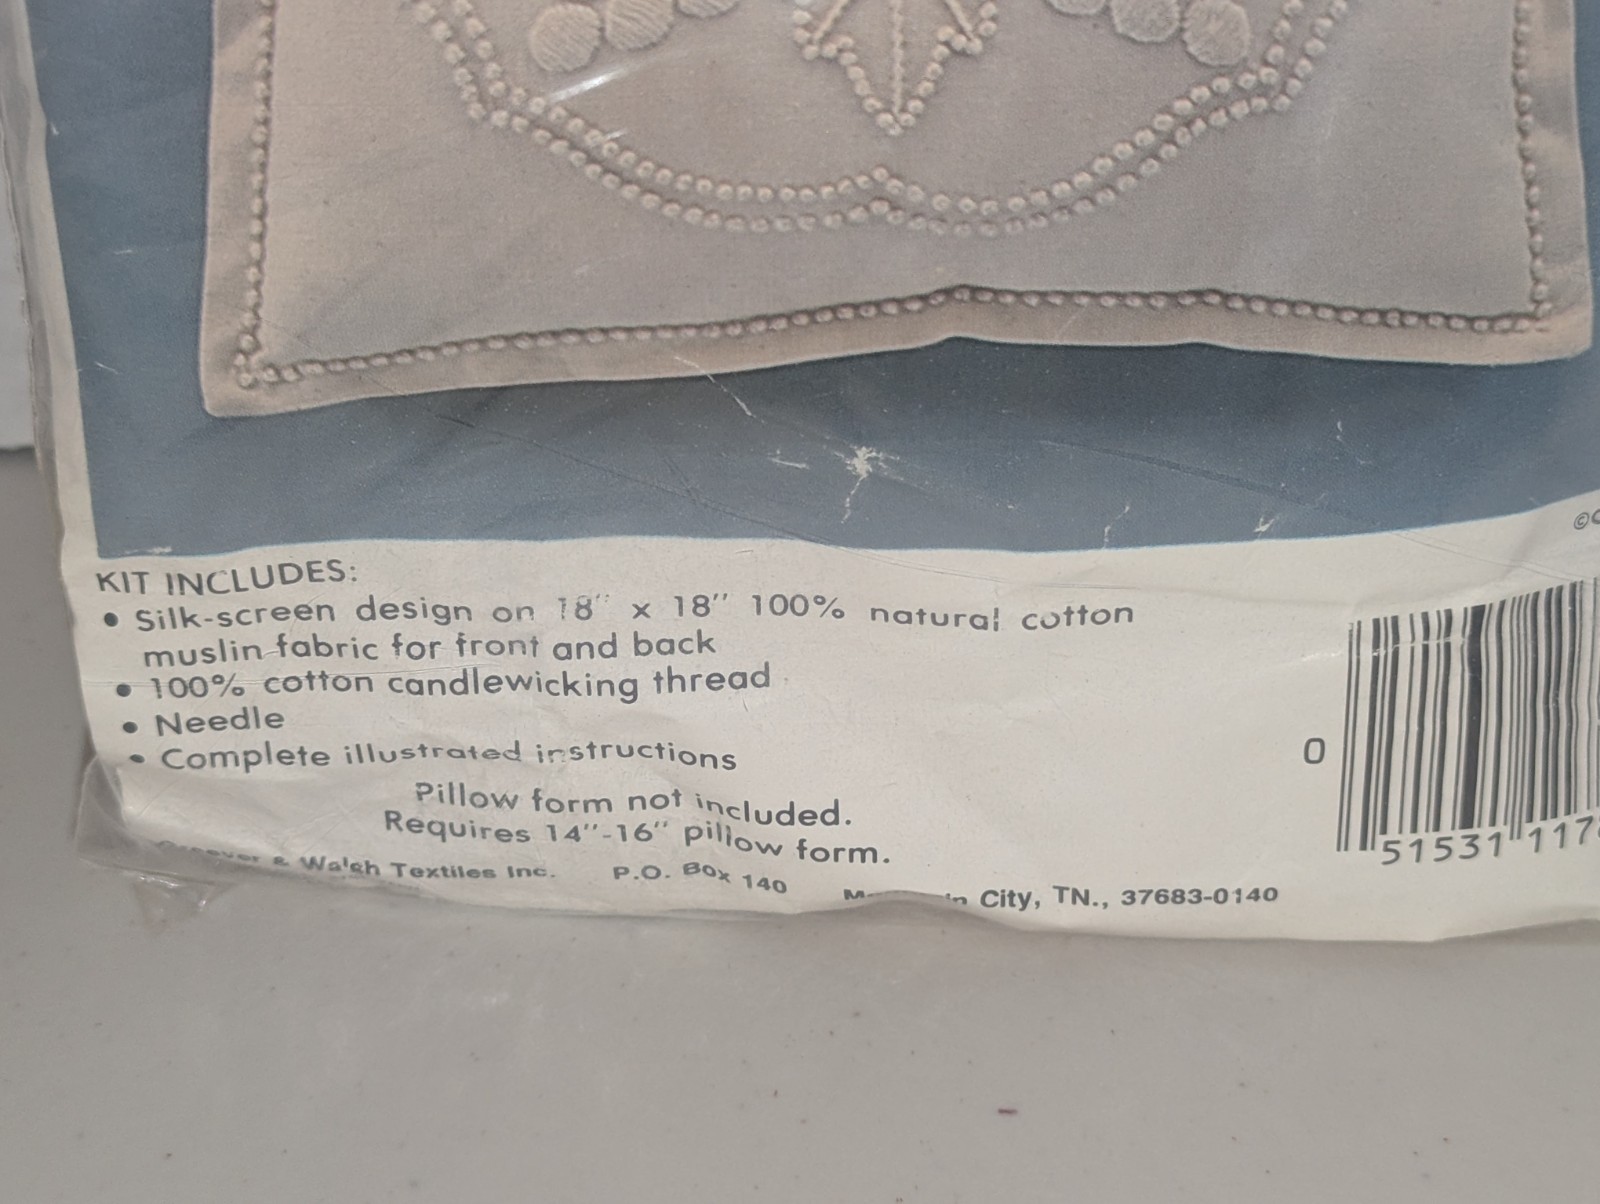 ©
KIT INCLUDES:
• Silk-screen design on 18" x 18" 100% natural cotton
muslin fabric for front and back
• 100% cotton candlewicking thread
• Needle
• Complete illustrated instructions
Pillow form not included.
Requires 14"-16" pillow form.
& Walsh Textiles Inc. P.O. Box 140 City, TN., 37683-0140
0 51531 117